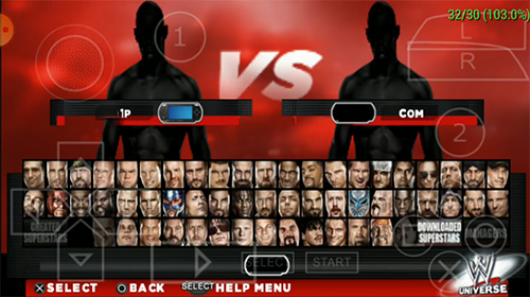 32/30 (103.0%)
1
L
R
VS
1P
COM
2
CREATED
SUPERSTARS
DOWNLOADED
SUPERSTARS
MANAGERS
SELECT
START
X SELECT
O BACK
SELECT HELP MENU
W
UNIVERSE